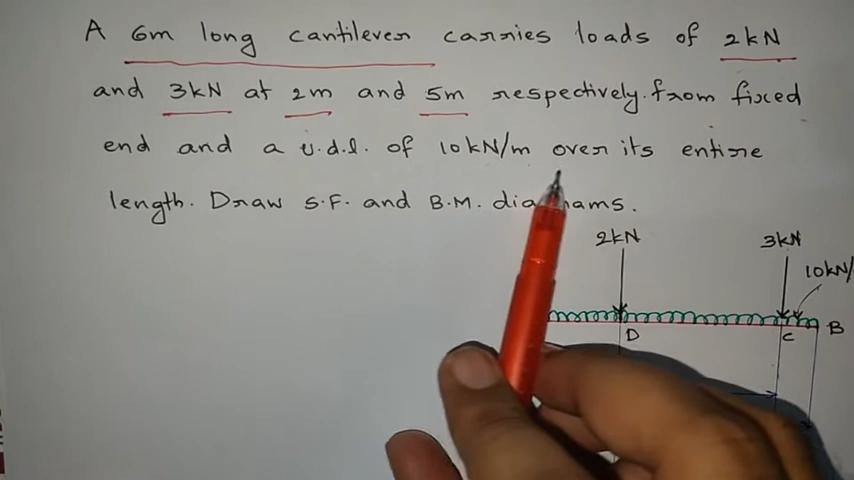 A 6m long cantilever carries loads of 2kN
and 3kN at 2m and 5m respectively. from fixed
end and a u.d.l. of 10kN/m over its entire
length. Draw S.F. and B.M. diagrams.
2kN
3kN
10kN/
D
C
B